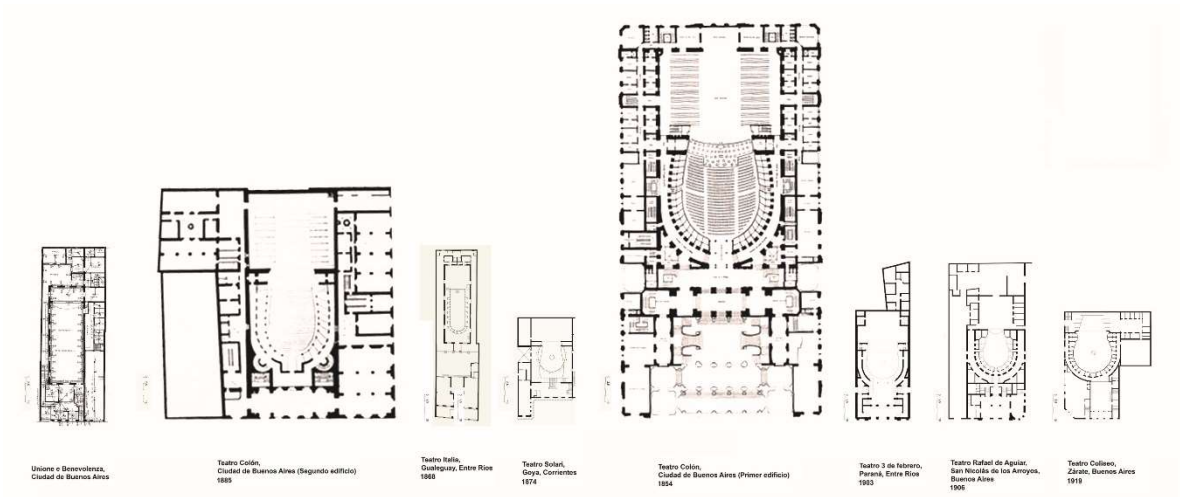 Unione e Benevolenza,
Ciudad de Buenos Aires
Teatro Colón,
Ciudad de Buenos Aires (Segundo edificio)
1885
Teatro Italia,
Gualeguay, Entre Ríos
1868
Teatro Solari,
Goya, Corrientes
1874
Teatro Colón,
Ciudad de Buenos Aires (Primer edificio)
1854
Teatro 3 de febrero,
Paraná, Entre Ríos
1903
Teatro Rafael de Aguiar,
San Nicolás de los Arroyos,
Buenos Aires
1906
Teatro Coliseo,
Zárate, Buenos Aires
1919